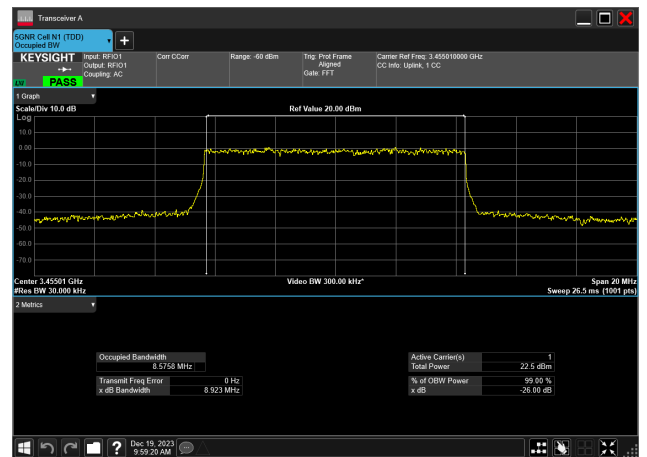 Transceiver A
5GNR Cell N1 (TDD)
Occupied BW
KEYSIGHT
LXI
PASS
Input: RFIO1
Output: RFIO1
Coupling: AC
Corr CCorr
Range: -60 dBm
Trig: Prot Frame
Aligned
Gate: FFT
Carrier Ref Freq: 3.455010000 GHz
CC Info: Uplink, 1 CC
1 Graph
Scale/Div 10.0 dB
Ref Value 20.00 dBm
Log
10.0
0.00
-10.0
-20.0
-30.0
-40.0
-50.0
-60.0
-70.0
Center 3.45501 GHz
Video BW 300.00 kHz*
Span 20 MHz
#Res BW 30.000 kHz
Sweep 26.5 ms (1001 pts)
2 Metrics
Occupied Bandwidth
8.5758 MHz
Active Carrier(s) 1
Total Power 22.5 dBm
Transmit Freq Error 0 Hz
x dB Bandwidth 8.923 MHz
% of OBW Power 99.00 %
x dB -26.00 dB
?
Dec 19, 2023
9:59:20 AM